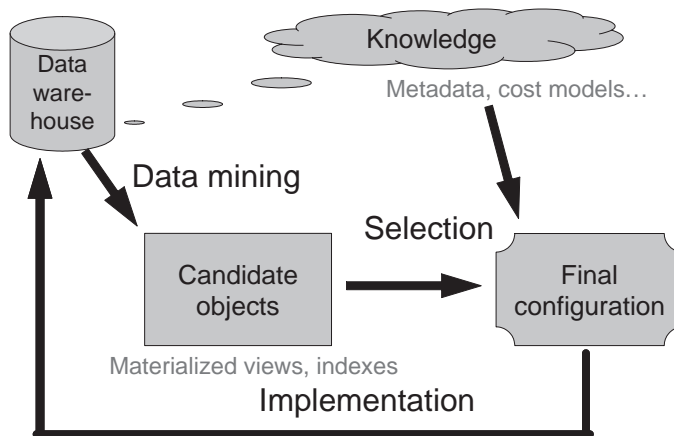 Knowledge
Data
ware-
house
Metadata, cost models…
Data mining
Selection
Candidate
objects
Final
configuration
Materialized views, indexes
Implementation